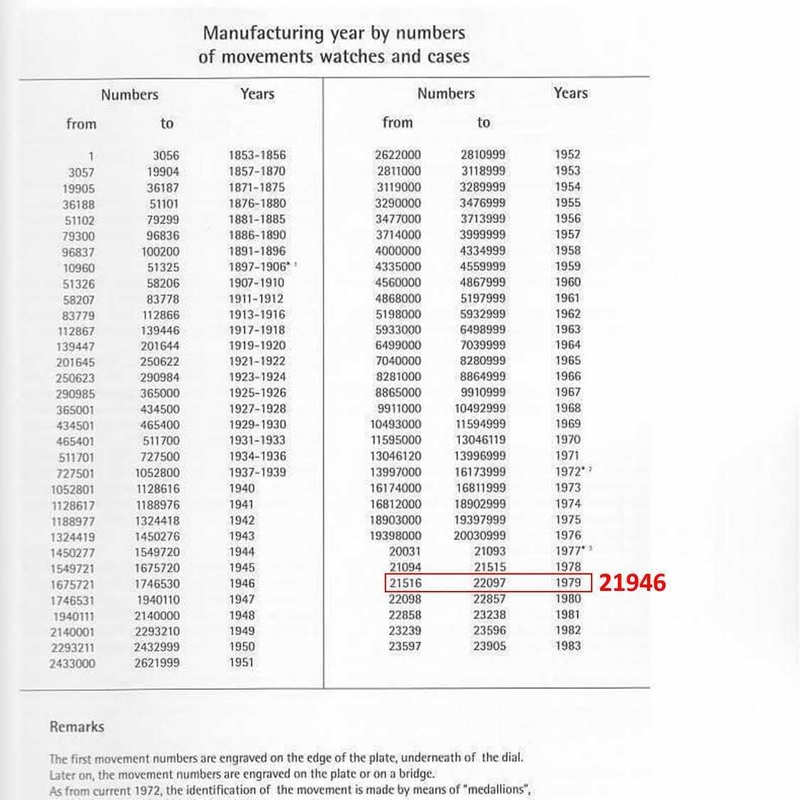 Manufacturing year by numbers
of movements watches and cases
Numbers Years
from to
1 3056 1853-1856
3057 19904 1857-1870
19905 36187 1871-1875
36188 51101 1876-1880
51102 79299 1881-1885
79300 96836 1886-1890
96837 100200 1891-1896
10960 51325 1897-1906* ¹
51326 58206 1907-1910
58207 83778 1911-1912
83779 112866 1913-1916
112867 139446 1917-1918
139447 201644 1919-1920
201645 250622 1921-1922
250623 290984 1923-1924
290985 365000 1925-1926
365001 434500 1927-1928
434501 465400 1929-1930
465401 511700 1931-1933
511701 727500 1934-1936
727501 1052800 1937-1939
1052801 1128616 1940
1128617 1188976 1941
1188977 1324418 1942
1324419 1450276 1943
1450277 1549720 1944
1549721 1675720 1945
1675721 1746530 1946
1746531 1940110 1947
1940111 2140000 1948
2140001 2293210 1949
2293211 2432999 1950
2433000 2621999 1951
Numbers Years
from to
2622000 2810999 1952
2811000 3118999 1953
3119000 3289999 1954
3290000 3476999 1955
3477000 3713999 1956
3714000 3999999 1957
4000000 4334999 1958
4335000 4559999 1959
4560000 4867999 1960
4868000 5197999 1961
5198000 5932999 1962
5933000 6498999 1963
6499000 7039999 1964
7040000 8280999 1965
8281000 8864999 1966
8865000 9910999 1967
9911000 10492999 1968
10493000 11594999 1969
11595000 13046119 1970
13046120 13996999 1971
13997000 16173999 1972* ²
16174000 16811999 1973
16812000 18902999 1974
18903000 19397999 1975
19398000 20030999 1976
20031 21093 1977* ³
21094 21515 1978
21516 22097 1979 21946
22098 22857 1980
22858 23238 1981
23239 23596 1982
23597 23905 1983
Remarks
The first movement numbers are engraved on the edge of the plate, underneath of the dial.
Later on, the movement numbers are engraved on the plate or on a bridge.
As from current 1972, the identification of the movement is made by means of "medallions",